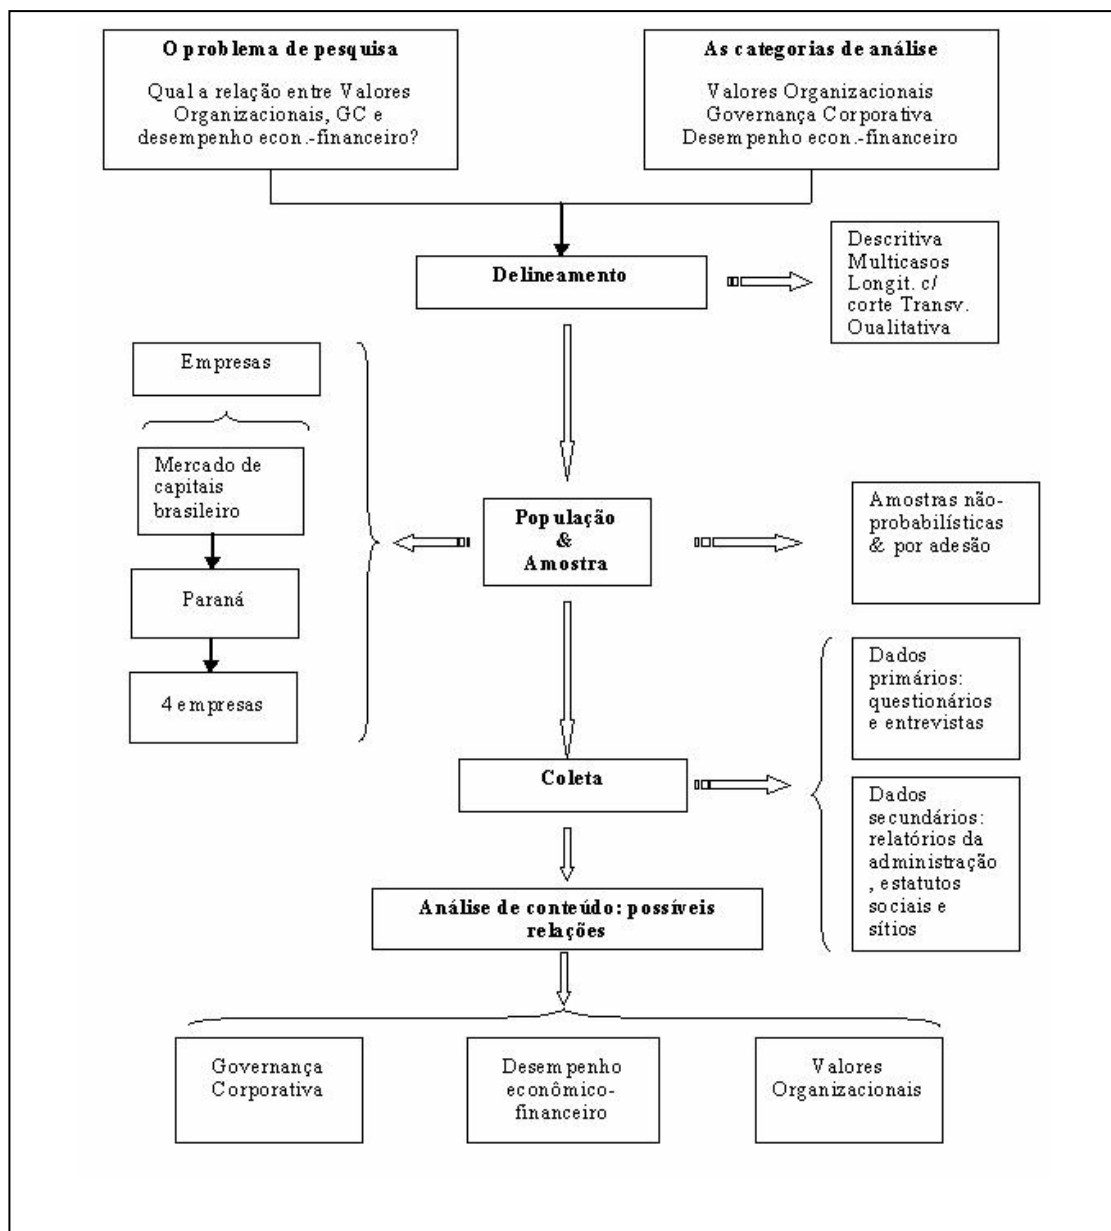 O problema de pesquisa
Qual a relação entre Valores
Organizacionais, GC e
desempenho econ.-financeiro?
As categorias de análise
Valores Organizacionais
Governança Corporativa
Desempenho econ.-financeiro
Delineamento
Descritiva
Multicasos
Longit. c/
corte Transv.
Qualitativa
Empresas
Mercado de
capitais
brasileiro
Paraná
4 empresas
População
&
Amostra
Amostras não-
probabilísticas
& por adesão
Coleta
Dados
primários:
questionários
e entrevistas
Dados
secundários:
relatórios da
administração
, estatutos
sociais e
sítios
Análise de conteúdo: possíveis
relações
Governança
Corporativa
Desempenho
econômico-
financeiro
Valores
Organizacionais